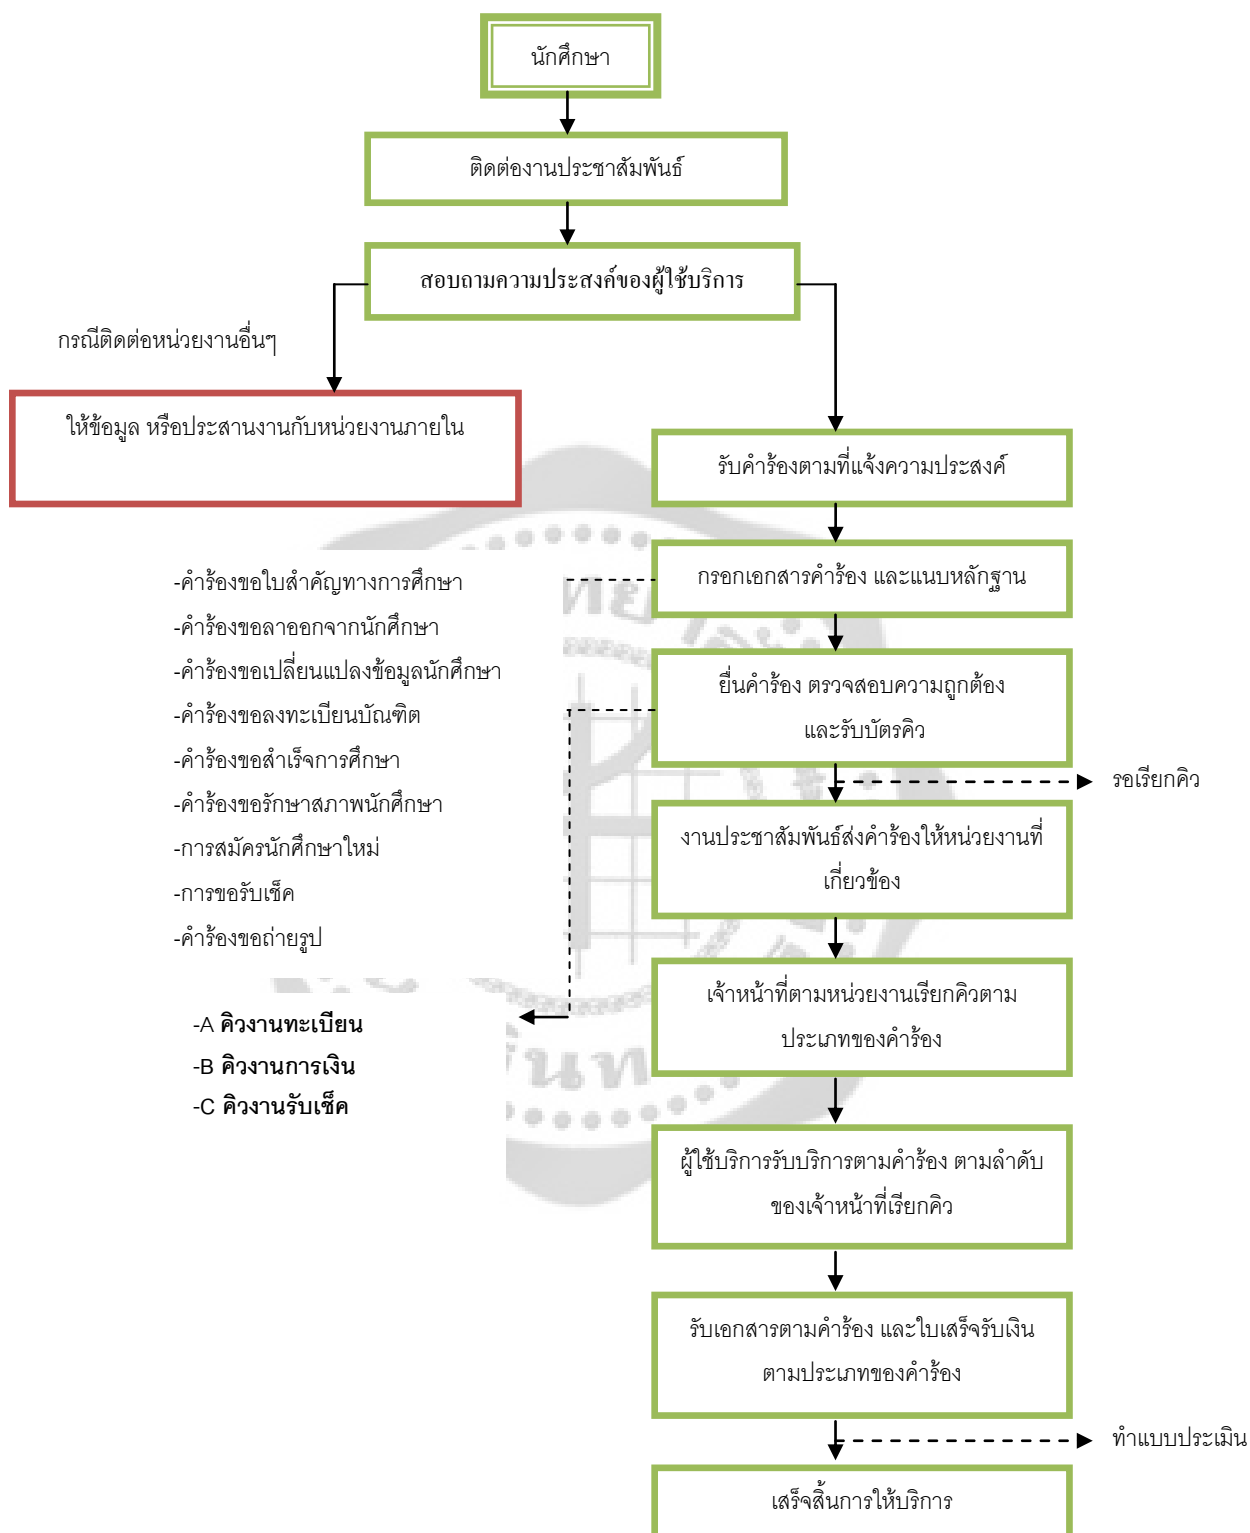 นักศึกษา
ติดต่องานประชาสัมพันธ์
สอบถามความประสงค์ของผู้ใช้บริการ
กรณีติดต่อหน่วยงานอื่นๆ
ให้ข้อมูล หรือประสานงานกับหน่วยงานภายใน
รับคำร้องตามที่แจ้งความประสงค์
กรอกเอกสารคำร้อง และแนบหลักฐาน
-คำร้องขอใบสำคัญทางการศึกษา
-คำร้องขอลาออกจากนักศึกษา
-คำร้องขอเปลี่ยนแปลงข้อมูลนักศึกษา
-คำร้องขอลงทะเบียนบัณฑิต
-คำร้องขอสำเร็จการศึกษา
-คำร้องขอรักษาสภาพนักศึกษา
-การสมัครนักศึกษาใหม่
-การขอรับเช็ค
-คำร้องขอถ่ายรูป
ยื่นคำร้อง ตรวจสอบความถูกต้อง
และรับบัตรคิว
รอเรียกคิว
-A คิวงานทะเบียน
-B คิวงานการเงิน
-C คิวงานรับเช็ค
งานประชาสัมพันธ์ส่งคำร้องให้หน่วยงานที่
เกี่ยวข้อง
เจ้าหน้าที่ตามหน่วยงานเรียกคิวตาม
ประเภทของคำร้อง
ผู้ใช้บริการรับบริการตามคำร้อง ตามลำดับ
ของเจ้าหน้าที่เรียกคิว
รับเอกสารตามคำร้อง และใบเสร็จรับเงิน
ตามประเภทของคำร้อง
ทำแบบประเมิน
เสร็จสิ้นการให้บริการ